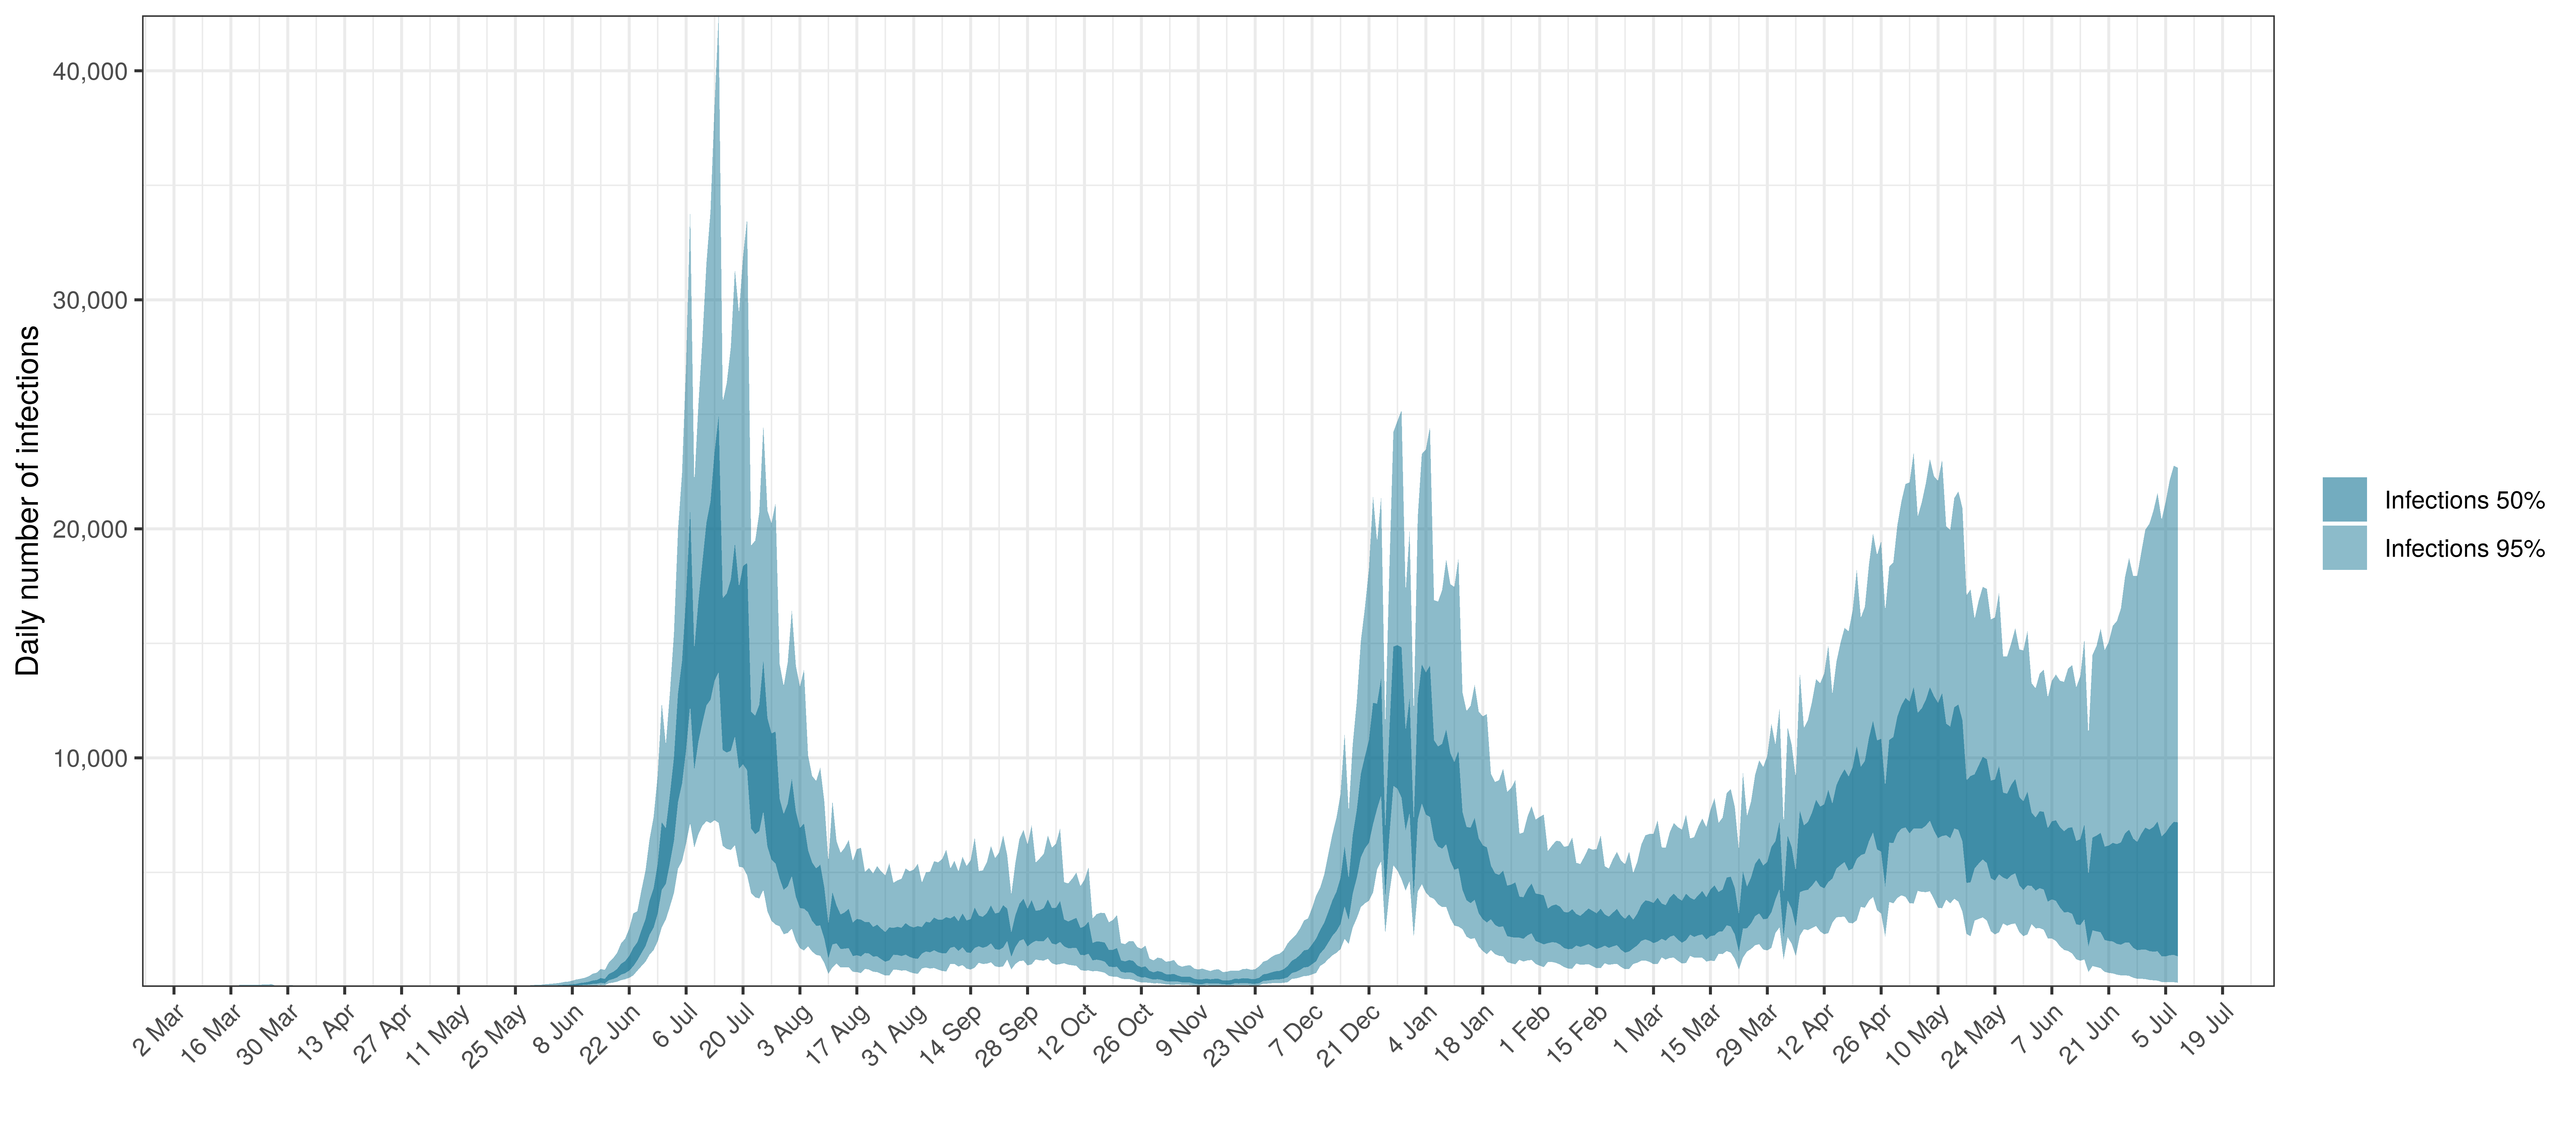 Daily number of infections
40,000
30,000
20,000
10,000
2 Mar
16 Mar
30 Mar
13 Apr
27 Apr
11 May
25 May
8 Jun
22 Jun
6 Jul
20 Jul
3 Aug
17 Aug
31 Aug
14 Sep
28 Sep
12 Oct
26 Oct
9 Nov
23 Nov
7 Dec
21 Dec
4 Jan
18 Jan
1 Feb
15 Feb
1 Mar
15 Mar
29 Mar
12 Apr
26 Apr
10 May
24 May
7 Jun
21 Jun
5 Jul
19 Jul
Infections 50%
Infections 95%